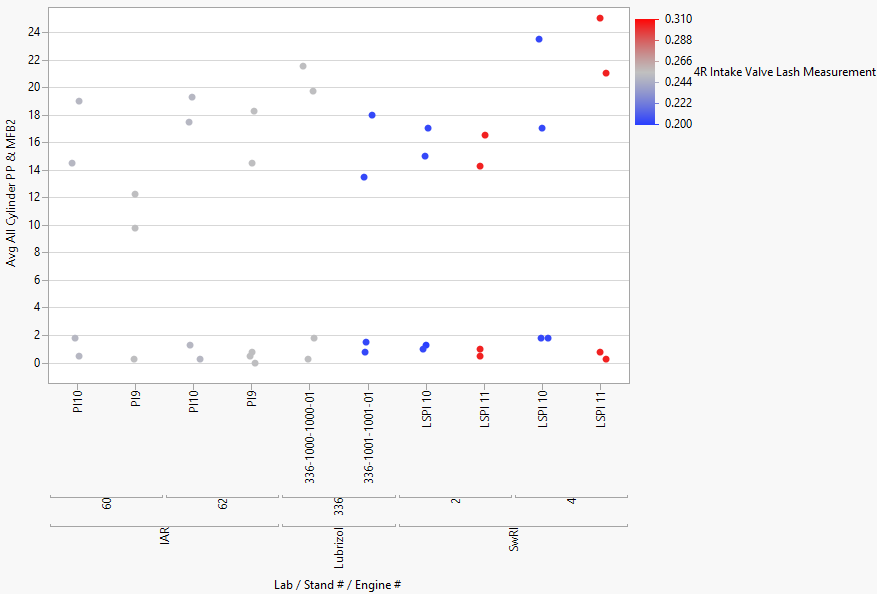 Avg All Cylinder PP & MFB2
24
22
20
18
16
14
12
10
8
6
4
2
0
0.310
0.288
0.266
0.244
0.222
0.200
4R Intake Valve Lash Measurement
PI10
PI9
PI10
PI9
336-1000-1000-01
336-1001-1001-01
LSPI 10
LSPI 11
LSPI 10
LSPI 11
60
62
336
2
4
IAR
Lubrizol
SwRI
Lab / Stand # / Engine #